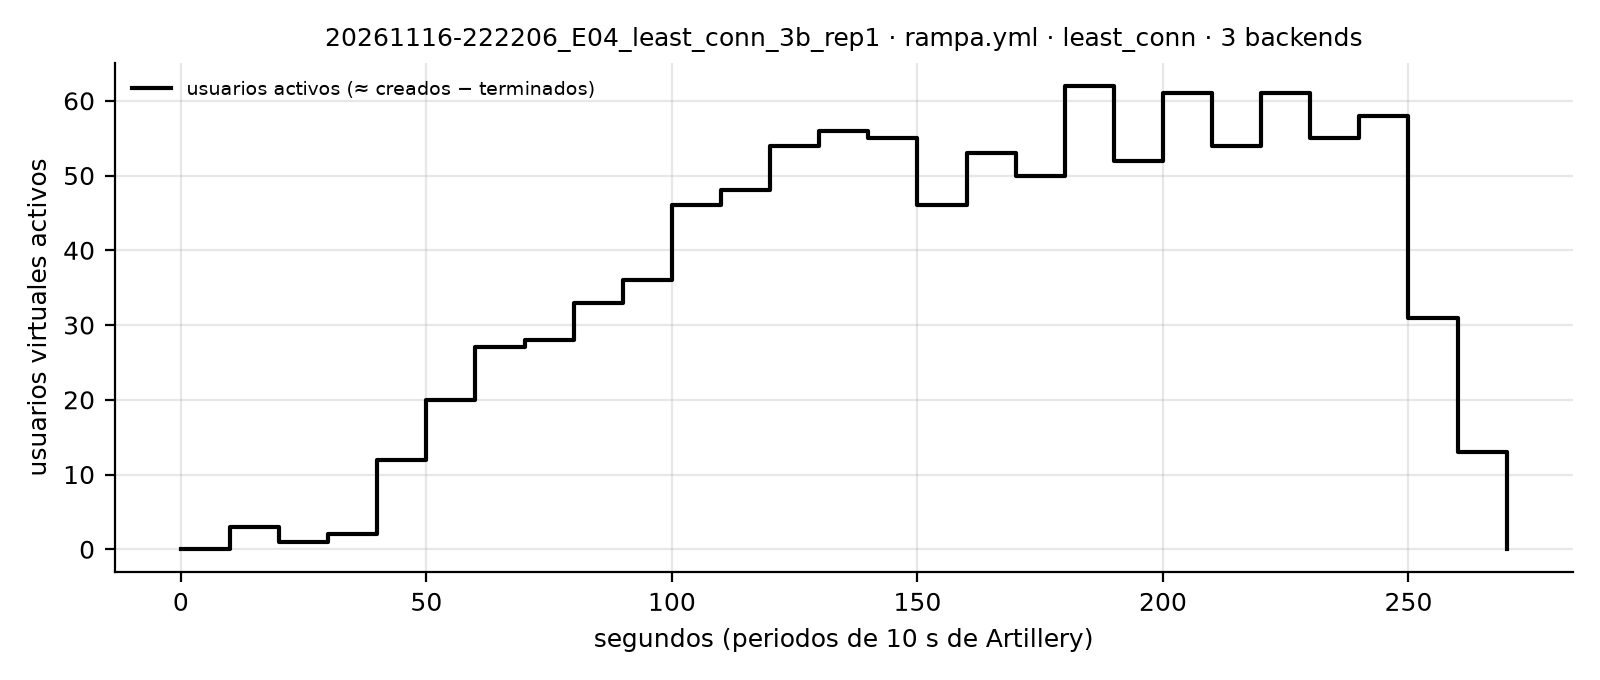 20261116-222206_E04_least_conn_3b_rep1 · rampa.yml · least_conn · 3 backends
usuarios activos (≈ creados − terminados)
usuarios virtuales activos
60
50
40
30
20
10
0
0 50 100 150 200 250
segundos (periodos de 10 s de Artillery)